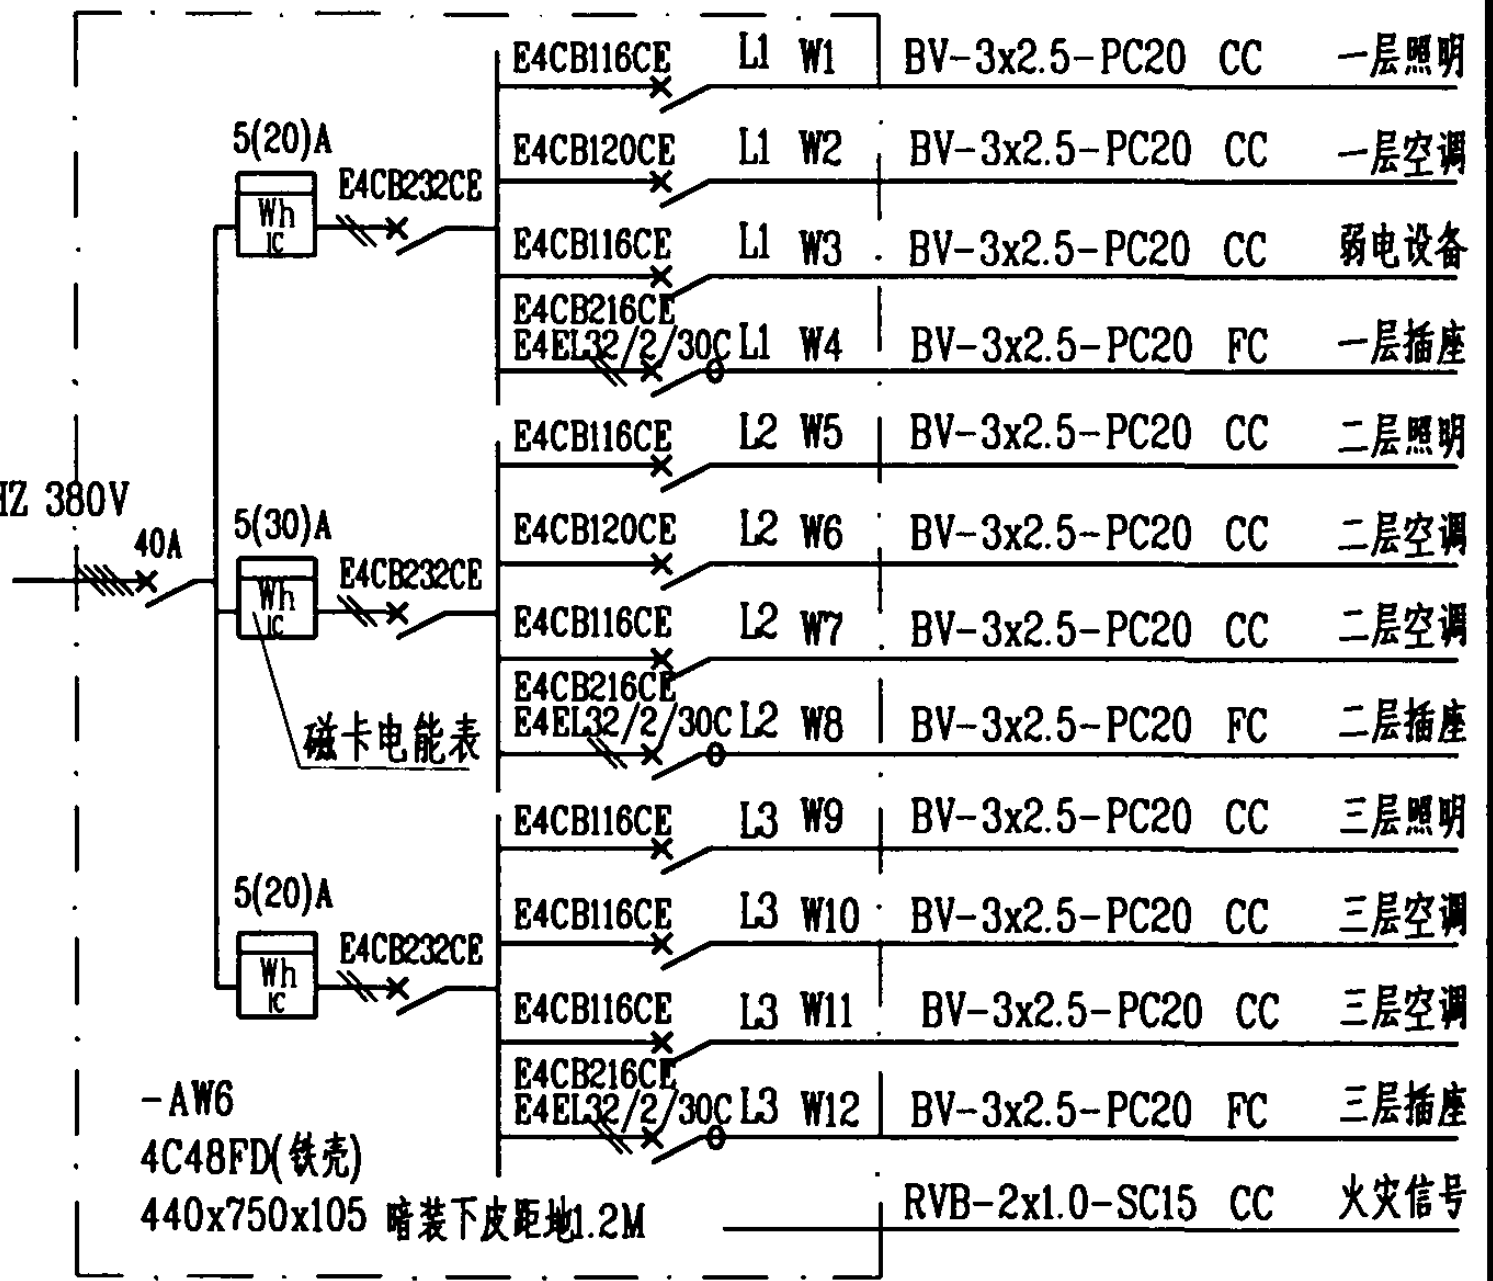 E4CB116CE L1 W1 BV-3x2.5-PC20 CC 一层照明
5(20)A
E4CB120CE L1 W2 BV-3x2.5-PC20 CC 一层空调
E4CB232CE
Wh
IC
E4CB116CE L1 W3 BV-3x2.5-PC20 CC 弱电设备
E4CB216CE
E4EL32/2/30C L1 W4 BV-3x2.5-PC20 FC 一层插座
E4CB116CE L2 W5 BV-3x2.5-PC20 CC 二层照明
HZ 380V
40A
5(30)A
E4CB120CE L2 W6 BV-3x2.5-PC20 CC 二层空调
E4CB232CE
Wh
IC
E4CB116CE L2 W7 BV-3x2.5-PC20 CC 二层空调
E4CB216CE
E4EL32/2/30C L2 W8 BV-3x2.5-PC20 FC 二层插座
磁卡电能表
E4CB116CE L3 W9 BV-3x2.5-PC20 CC 三层照明
5(20)A
E4CB116CE L3 W10 BV-3x2.5-PC20 CC 三层空调
E4CB232CE
Wh
IC
E4CB116CE L3 W11 BV-3x2.5-PC20 CC 三层空调
E4CB216CE
E4EL32/2/30C L3 W12 BV-3x2.5-PC20 FC 三层插座
-AW6
4C48FD(铁壳)
440x750x105 暗装下皮距地1.2M
RVB-2x1.0-SC15 CC 火灾信号